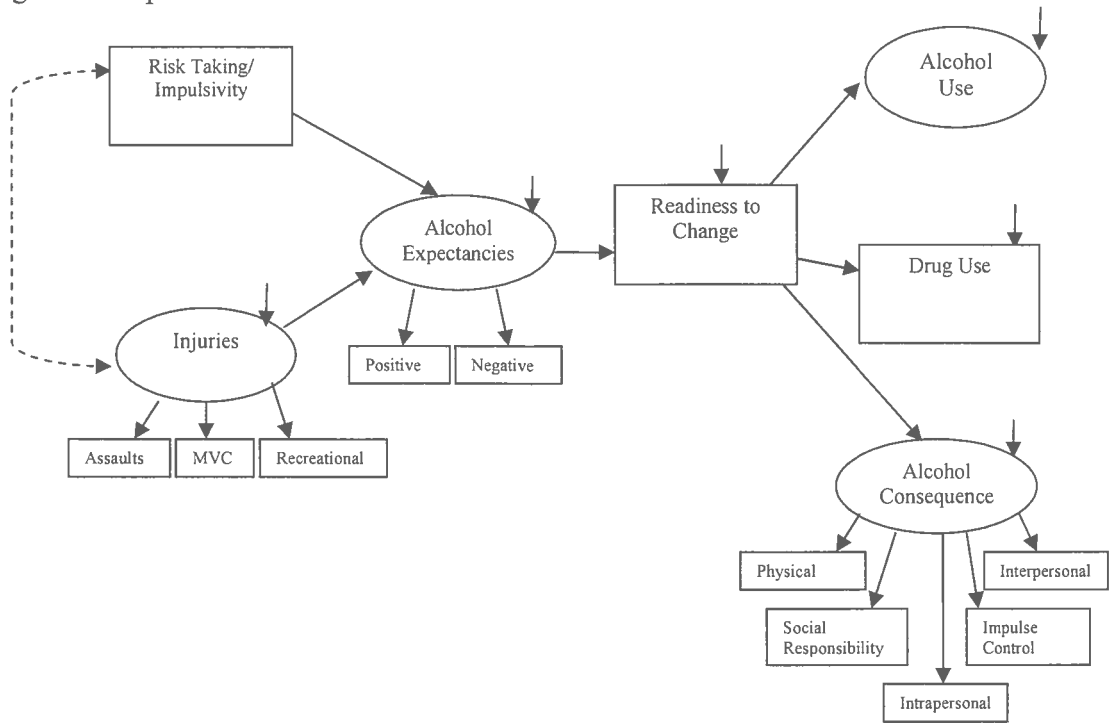 Risk Taking/
Impulsivity
Alcohol
Use
Readiness to
Change
Alcohol
Expectancies
Drug Use
Injuries
Positive
Negative
Assaults
MVC
Recreational
Alcohol
Consequence
Physical
Interpersonal
Social
Responsibility
Impulse
Control
Intrapersonal